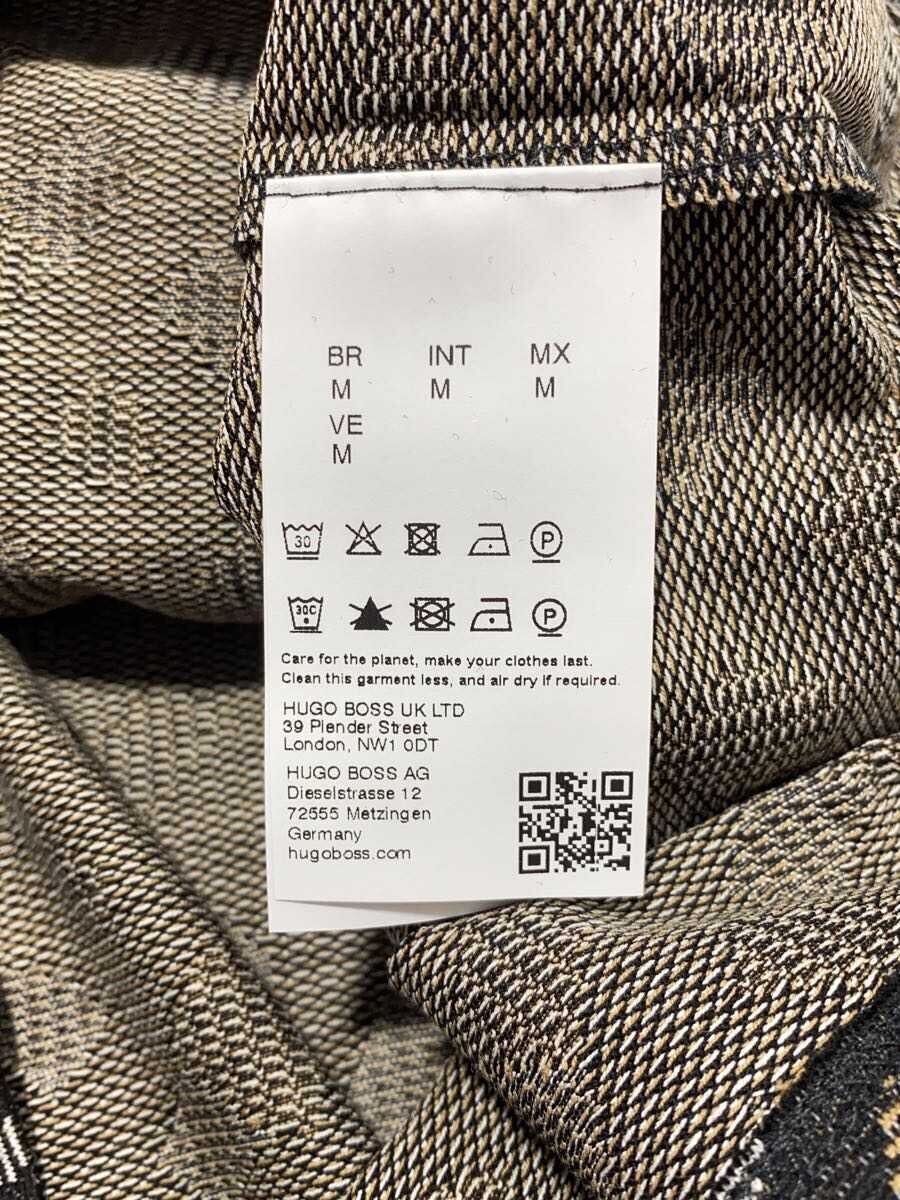 BR INT MX
M M M
VE
M
30 P
30C P
Care for the planet, make your clothes last.
Clean this garment less, and air dry if required.
HUGO BOSS UK LTD
39 Plender Street
London, NW1 0DT
HUGO BOSS AG
Dieselstrasse 12
72555 Metzingen
Germany
hugoboss.com